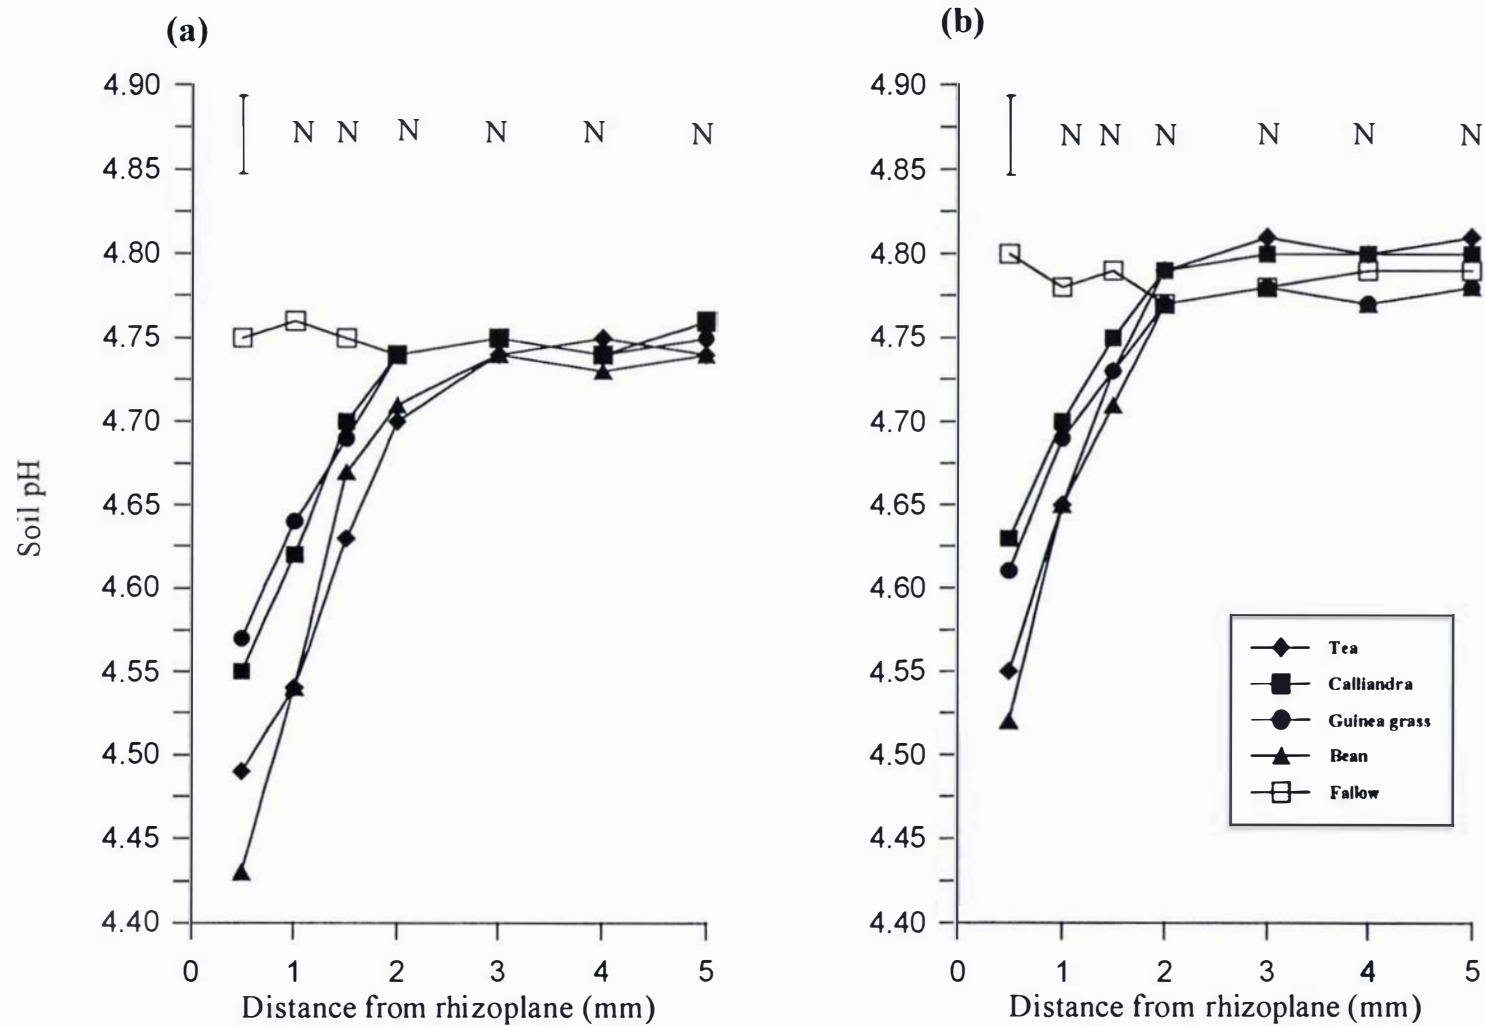 (a)
4.90
N N N N N N
4.85
4.80
4.75
4.70
4.65
4.60
4.55
4.50
4.45
4.40
0 1 2 3 4 5
Soil pH
Distance from rhizoplane (mm)
(b)
4.90
N N N N N N
4.85
4.80
4.75
4.70
4.65
4.60
4.55
4.50
4.45
4.40
0 1 2 3 4 5
Distance from rhizoplane (mm)
Tea
Calliandra
Guinea grass
Bean
Fallow